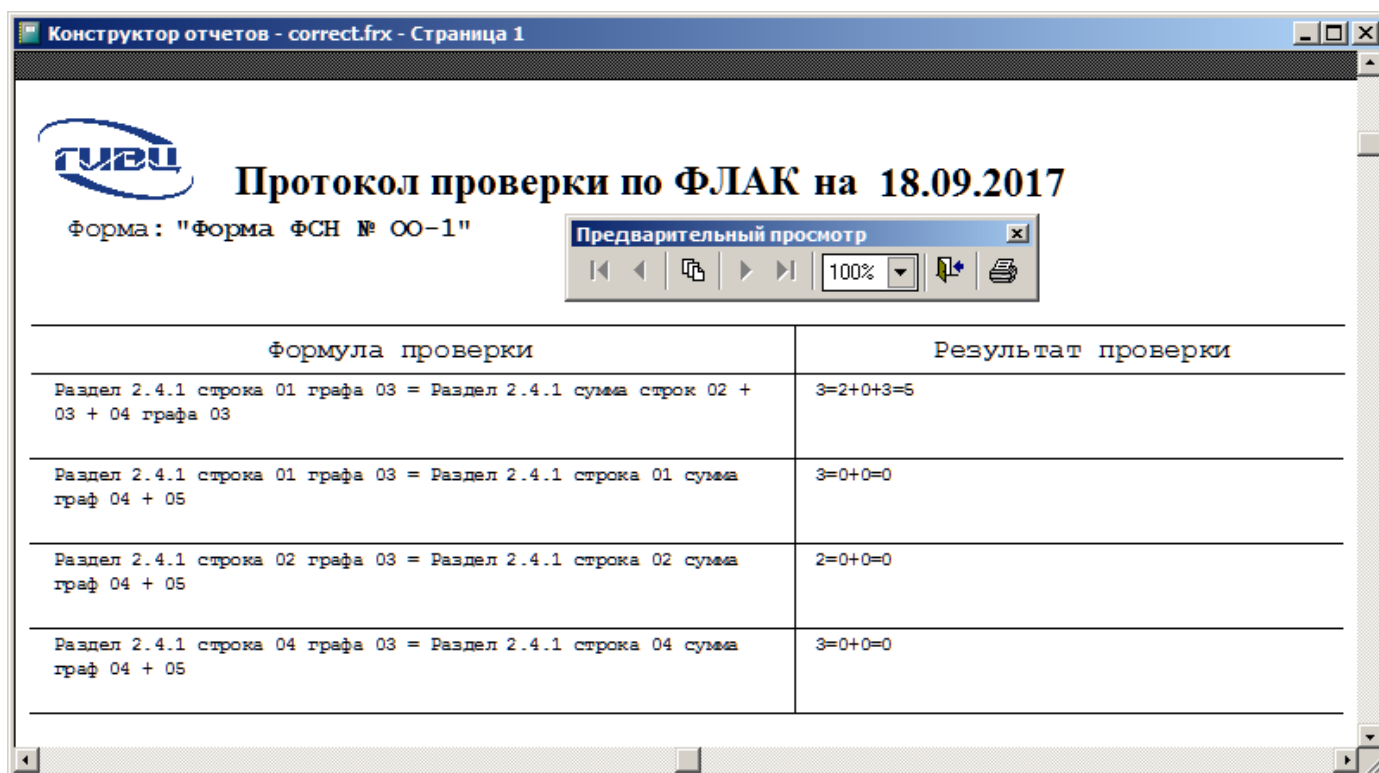 Конструктор отчетов - correct.frx - Страница 1
ГИВЦ
Протокол проверки по ФЛАК на 18.09.2017
Форма: "Форма ФСН № ОО-1"
Предварительный просмотр
100%
Формула проверки
Результат проверки
Раздел 2.4.1 строка 01 графа 03 = Раздел 2.4.1 сумма строк 02 +
03 + 04 графа 03
3=2+0+3=5
Раздел 2.4.1 строка 01 графа 03 = Раздел 2.4.1 строка 01 сумма
граф 04 + 05
3=0+0=0
Раздел 2.4.1 строка 02 графа 03 = Раздел 2.4.1 строка 02 сумма
граф 04 + 05
2=0+0=0
Раздел 2.4.1 строка 04 графа 03 = Раздел 2.4.1 строка 04 сумма
граф 04 + 05
3=0+0=0